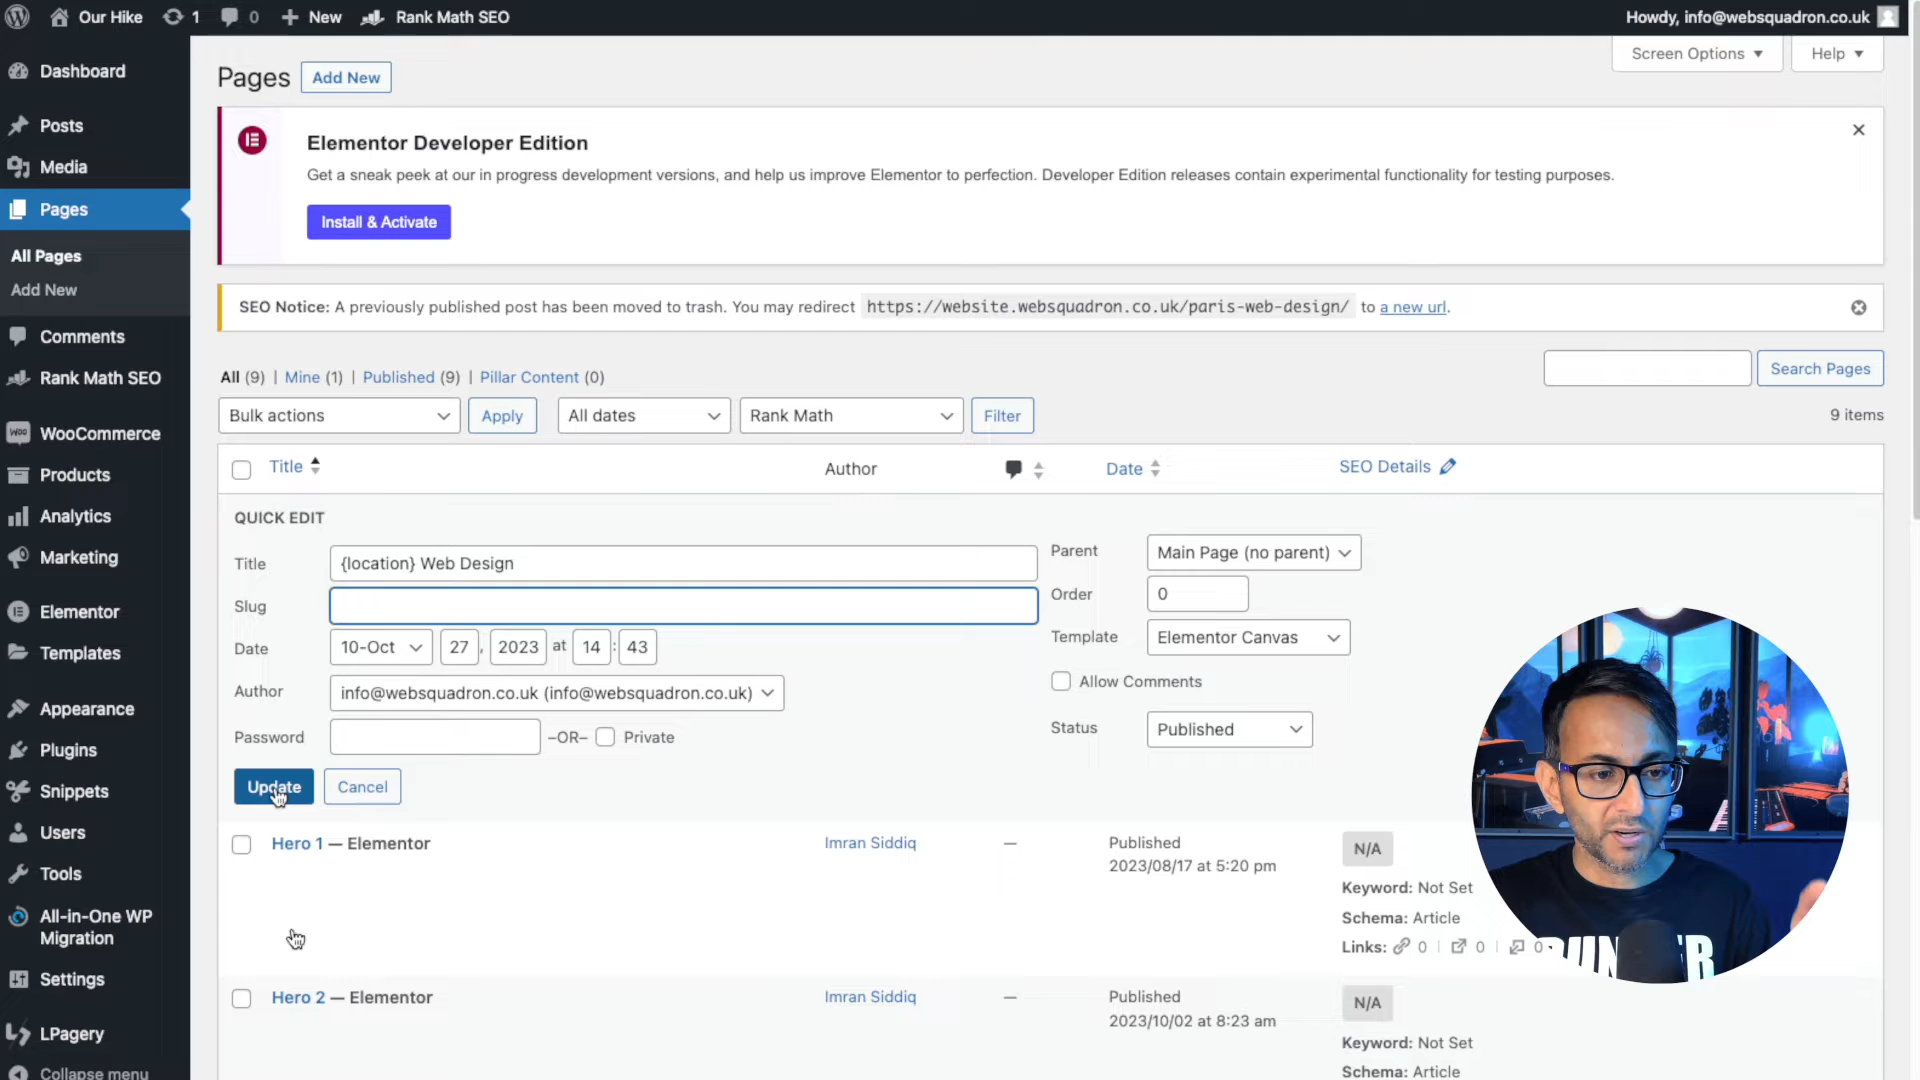 Our Hike
1
0
New
Rank Math SEO
Howdy, info@websquadron.co.uk
Dashboard
Posts
Media
Pages
All Pages
Add New
Comments
Rank Math SEO
WooCommerce
Products
Analytics
Marketing
Elementor
Templates
Appearance
Plugins
Snippets
Users
Tools
All-in-One WP
Migration
Settings
LPagery
Collapse menu
Screen Options
Help
Pages
Add New
Elementor Developer Edition
Get a sneak peek at our in progress development versions, and help us improve Elementor to perfection. Developer Edition releases contain experimental functionality for testing purposes.
Install & Activate
SEO Notice: A previously published post has been moved to trash. You may redirect https://website.websquadron.co.uk/paris-web-design/ to a new url.
All (9) | Mine (1) | Published (9) | Pillar Content (0)
Search Pages
Bulk actions
Apply
All dates
Rank Math
Filter
9 items
Title
Author
Date
SEO Details
QUICK EDIT
Title
{location} Web Design
Slug
Date
10-Oct
27
,
2023
at
14
:
43
Author
info@websquadron.co.uk (info@websquadron.co.uk)
Password
–OR–
Private
Update
Cancel
Parent
Main Page (no parent)
Order
0
Template
Elementor Canvas
Allow Comments
Status
Published
Hero 1 — Elementor
Imran Siddiq
—
Published
2023/08/17 at 5:20 pm
N/A
Keyword: Not Set
Schema: Article
Links: 0 | 0 | 0
Hero 2 — Elementor
Imran Siddiq
—
Published
2023/10/02 at 8:23 am
N/A
Keyword: Not Set
Schema: Article